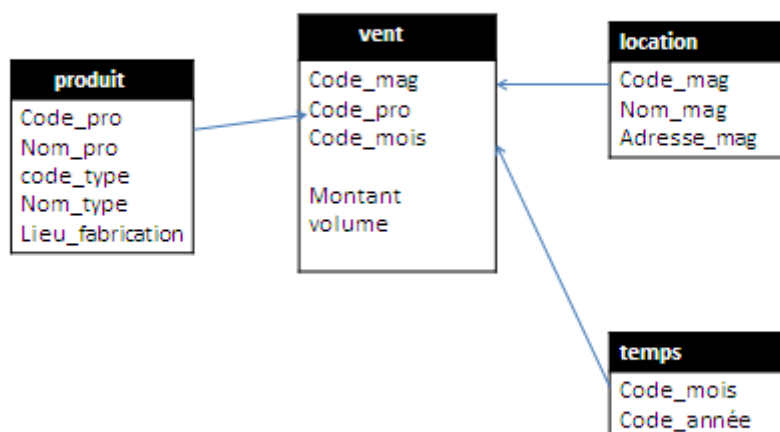 produit
Code_pro
Nom_pro
code_type
Nom_type
Lieu_fabrication
vent
Code_mag
Code_pro
Code_mois
Montant
volume
location
Code_mag
Nom_mag
Adresse_mag
temps
Code_mois
Code_année